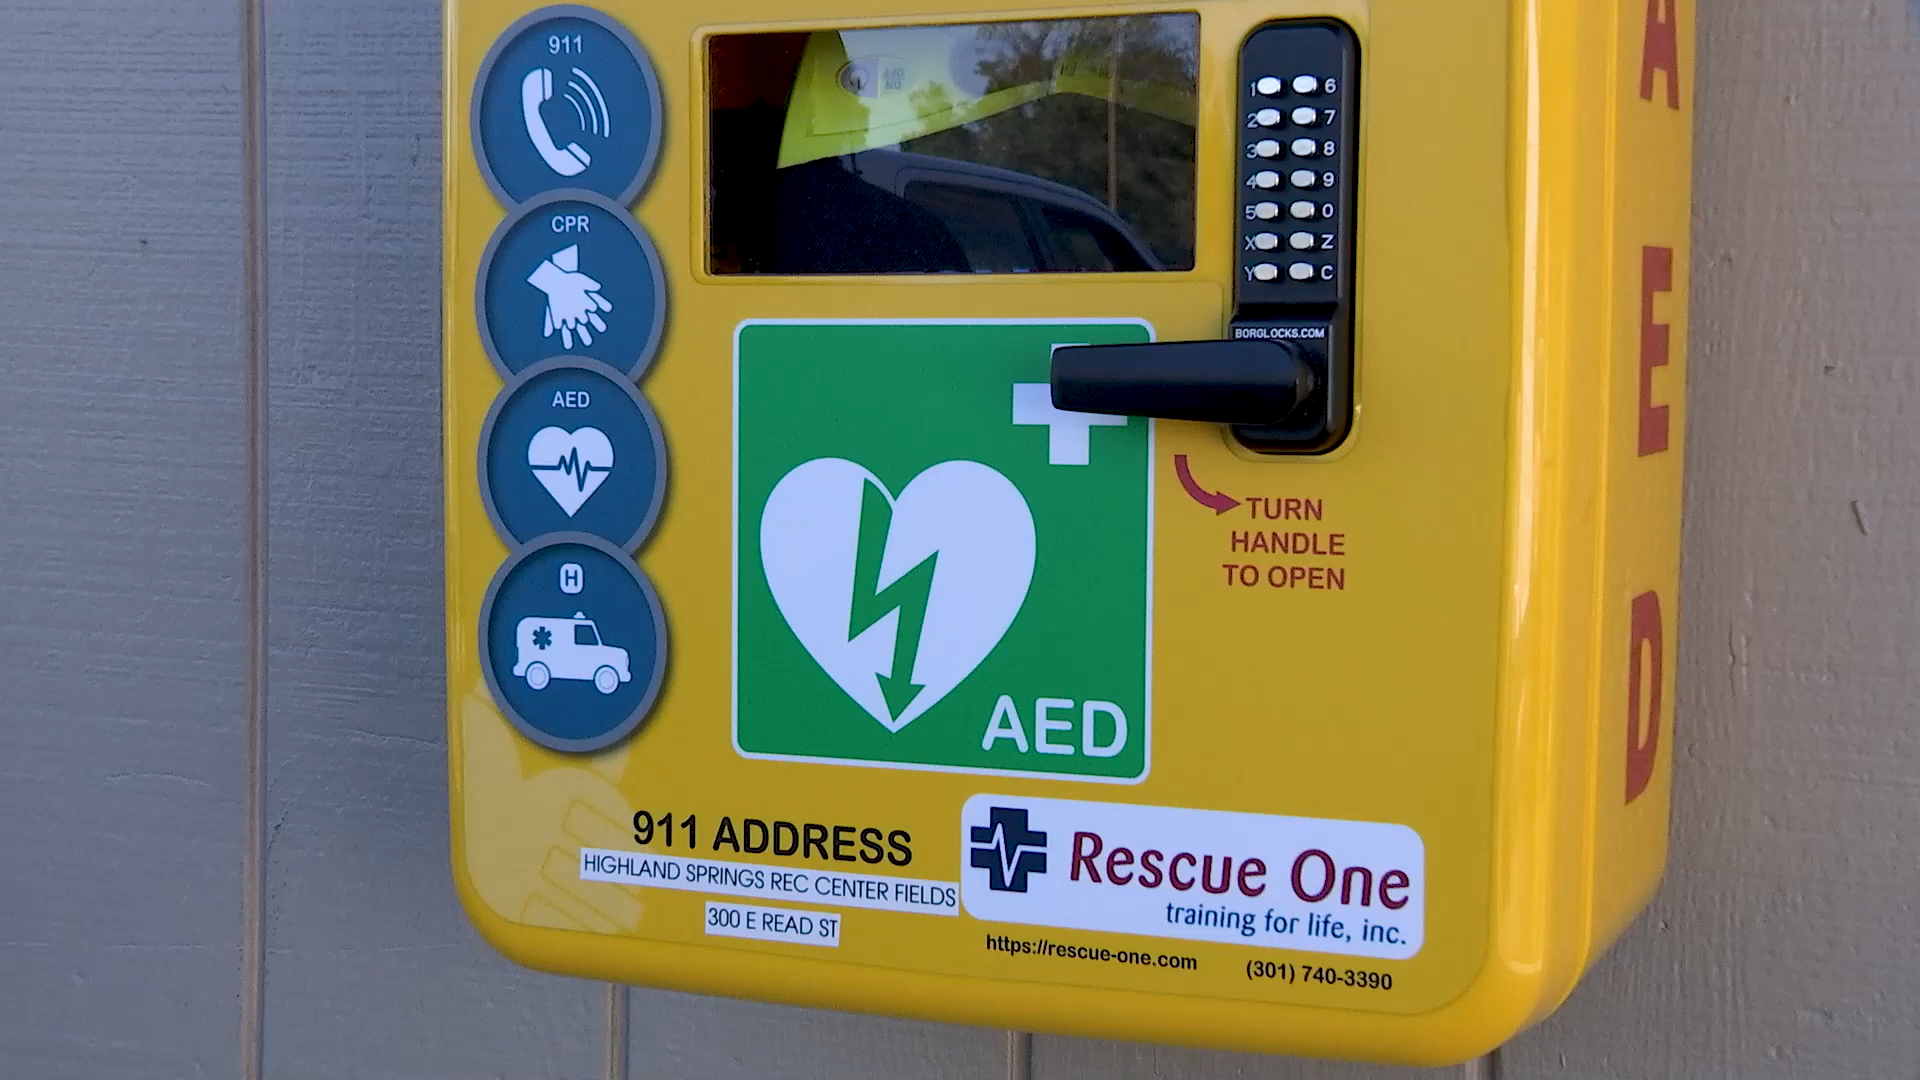 911
CPR
AED
H
1 6
2 7
3 8
4 9
5 0
X Z
Y C
BORGLOCKS.COM
TURN
HANDLE
TO OPEN
AED
911 ADDRESS
HIGHLAND SPRINGS REC CENTER FIELDS
300 E READ ST
Rescue One
training for life, inc.
https://rescue-one.com (301) 740-3390
AED